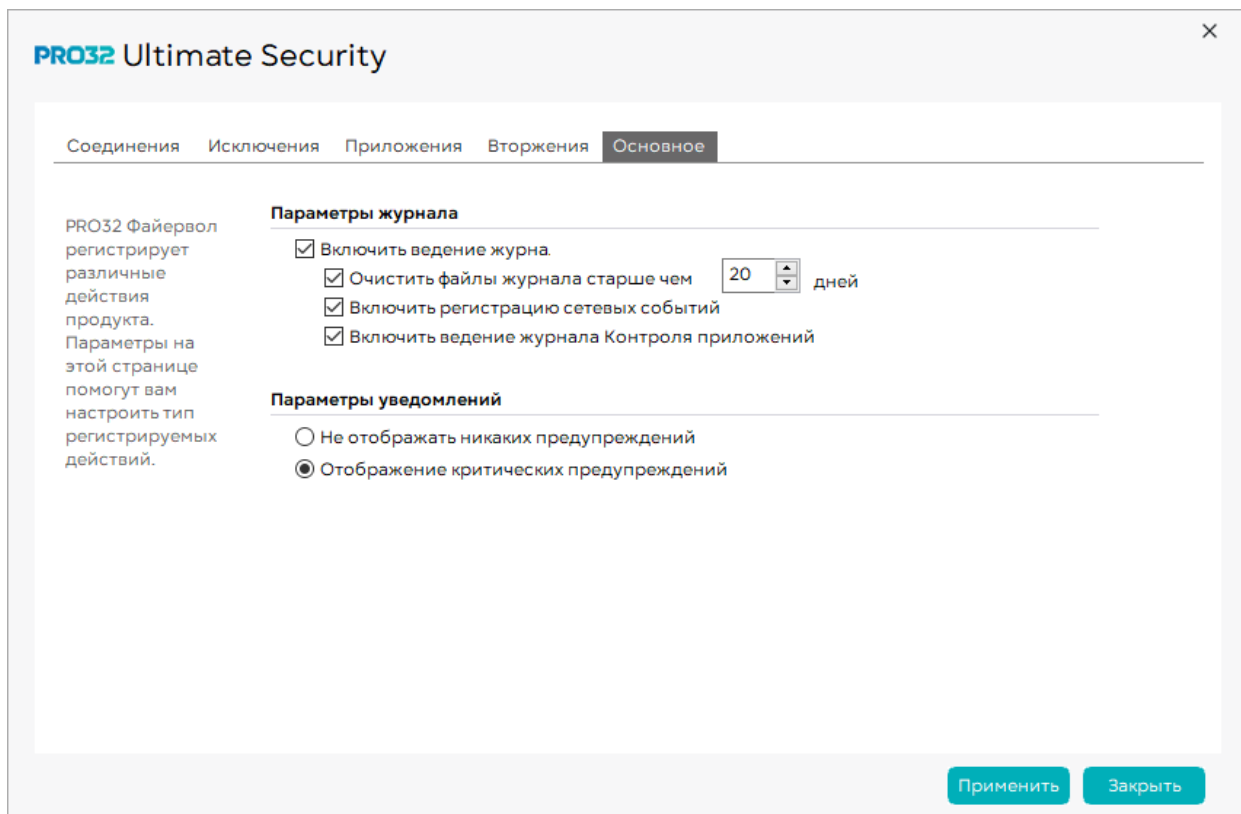 PRO32 Ultimate Security
Соединения Исключения Приложения Вторжения Основное
PRO32 Файервол
регистрирует
различные
действия
продукта.
Параметры на
этой странице
помогут вам
настроить тип
регистрируемых
действий.
Параметры журнала
Включить ведение журна.
Очистить файлы журнала старше чем 20 дней
Включить регистрацию сетевых событий
Включить ведение журнала Контроля приложений
Параметры уведомлений
Не отображать никаких предупреждений
Отображение критических предупреждений
Применить Закрыть